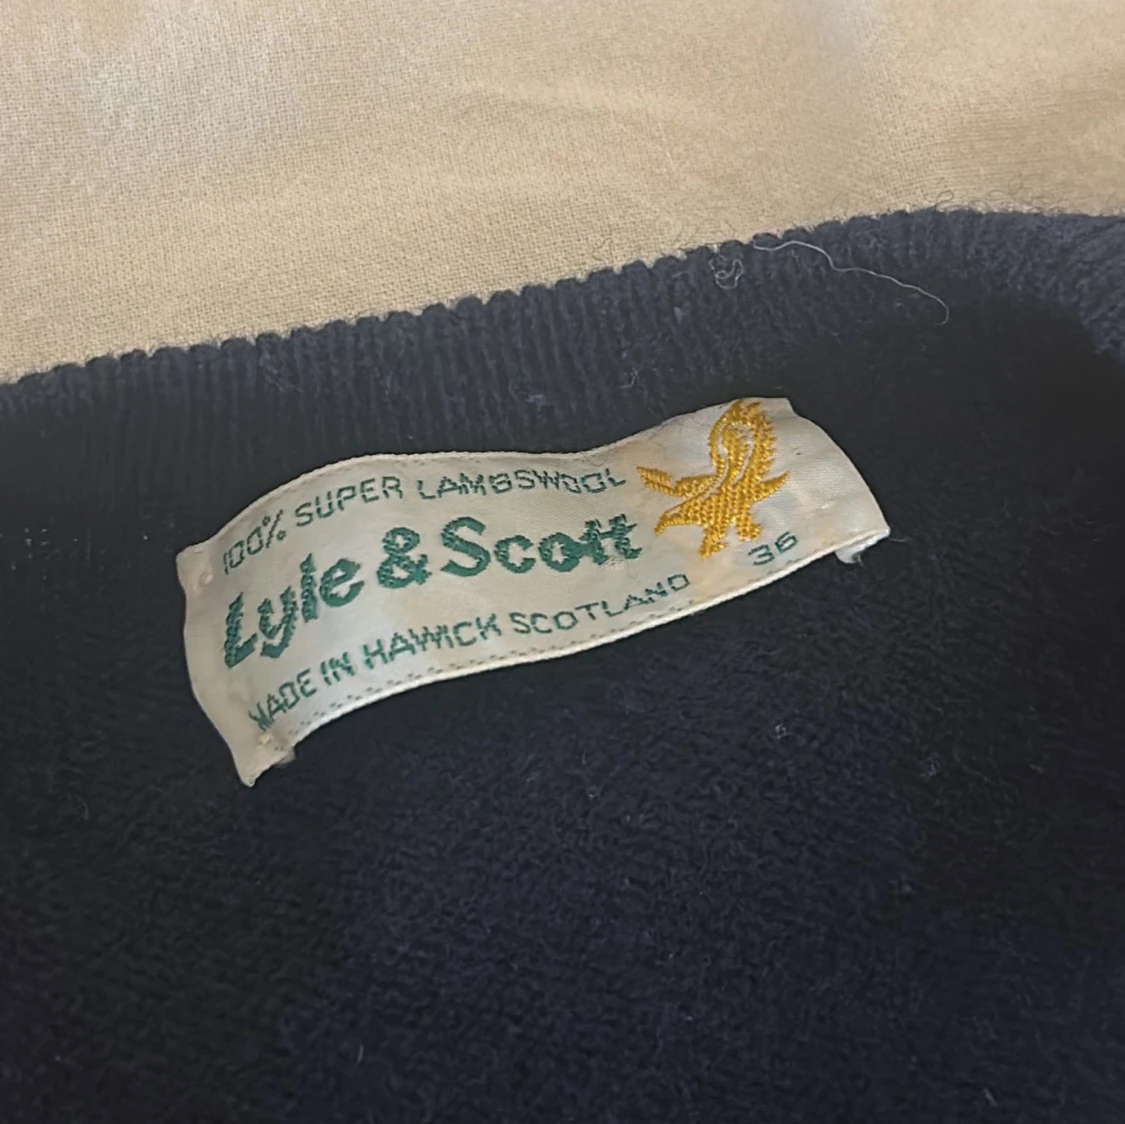 100% SUPER LAMBSWOOL
Lyle & Scott
MADE IN HAWICK SCOTLAND
36